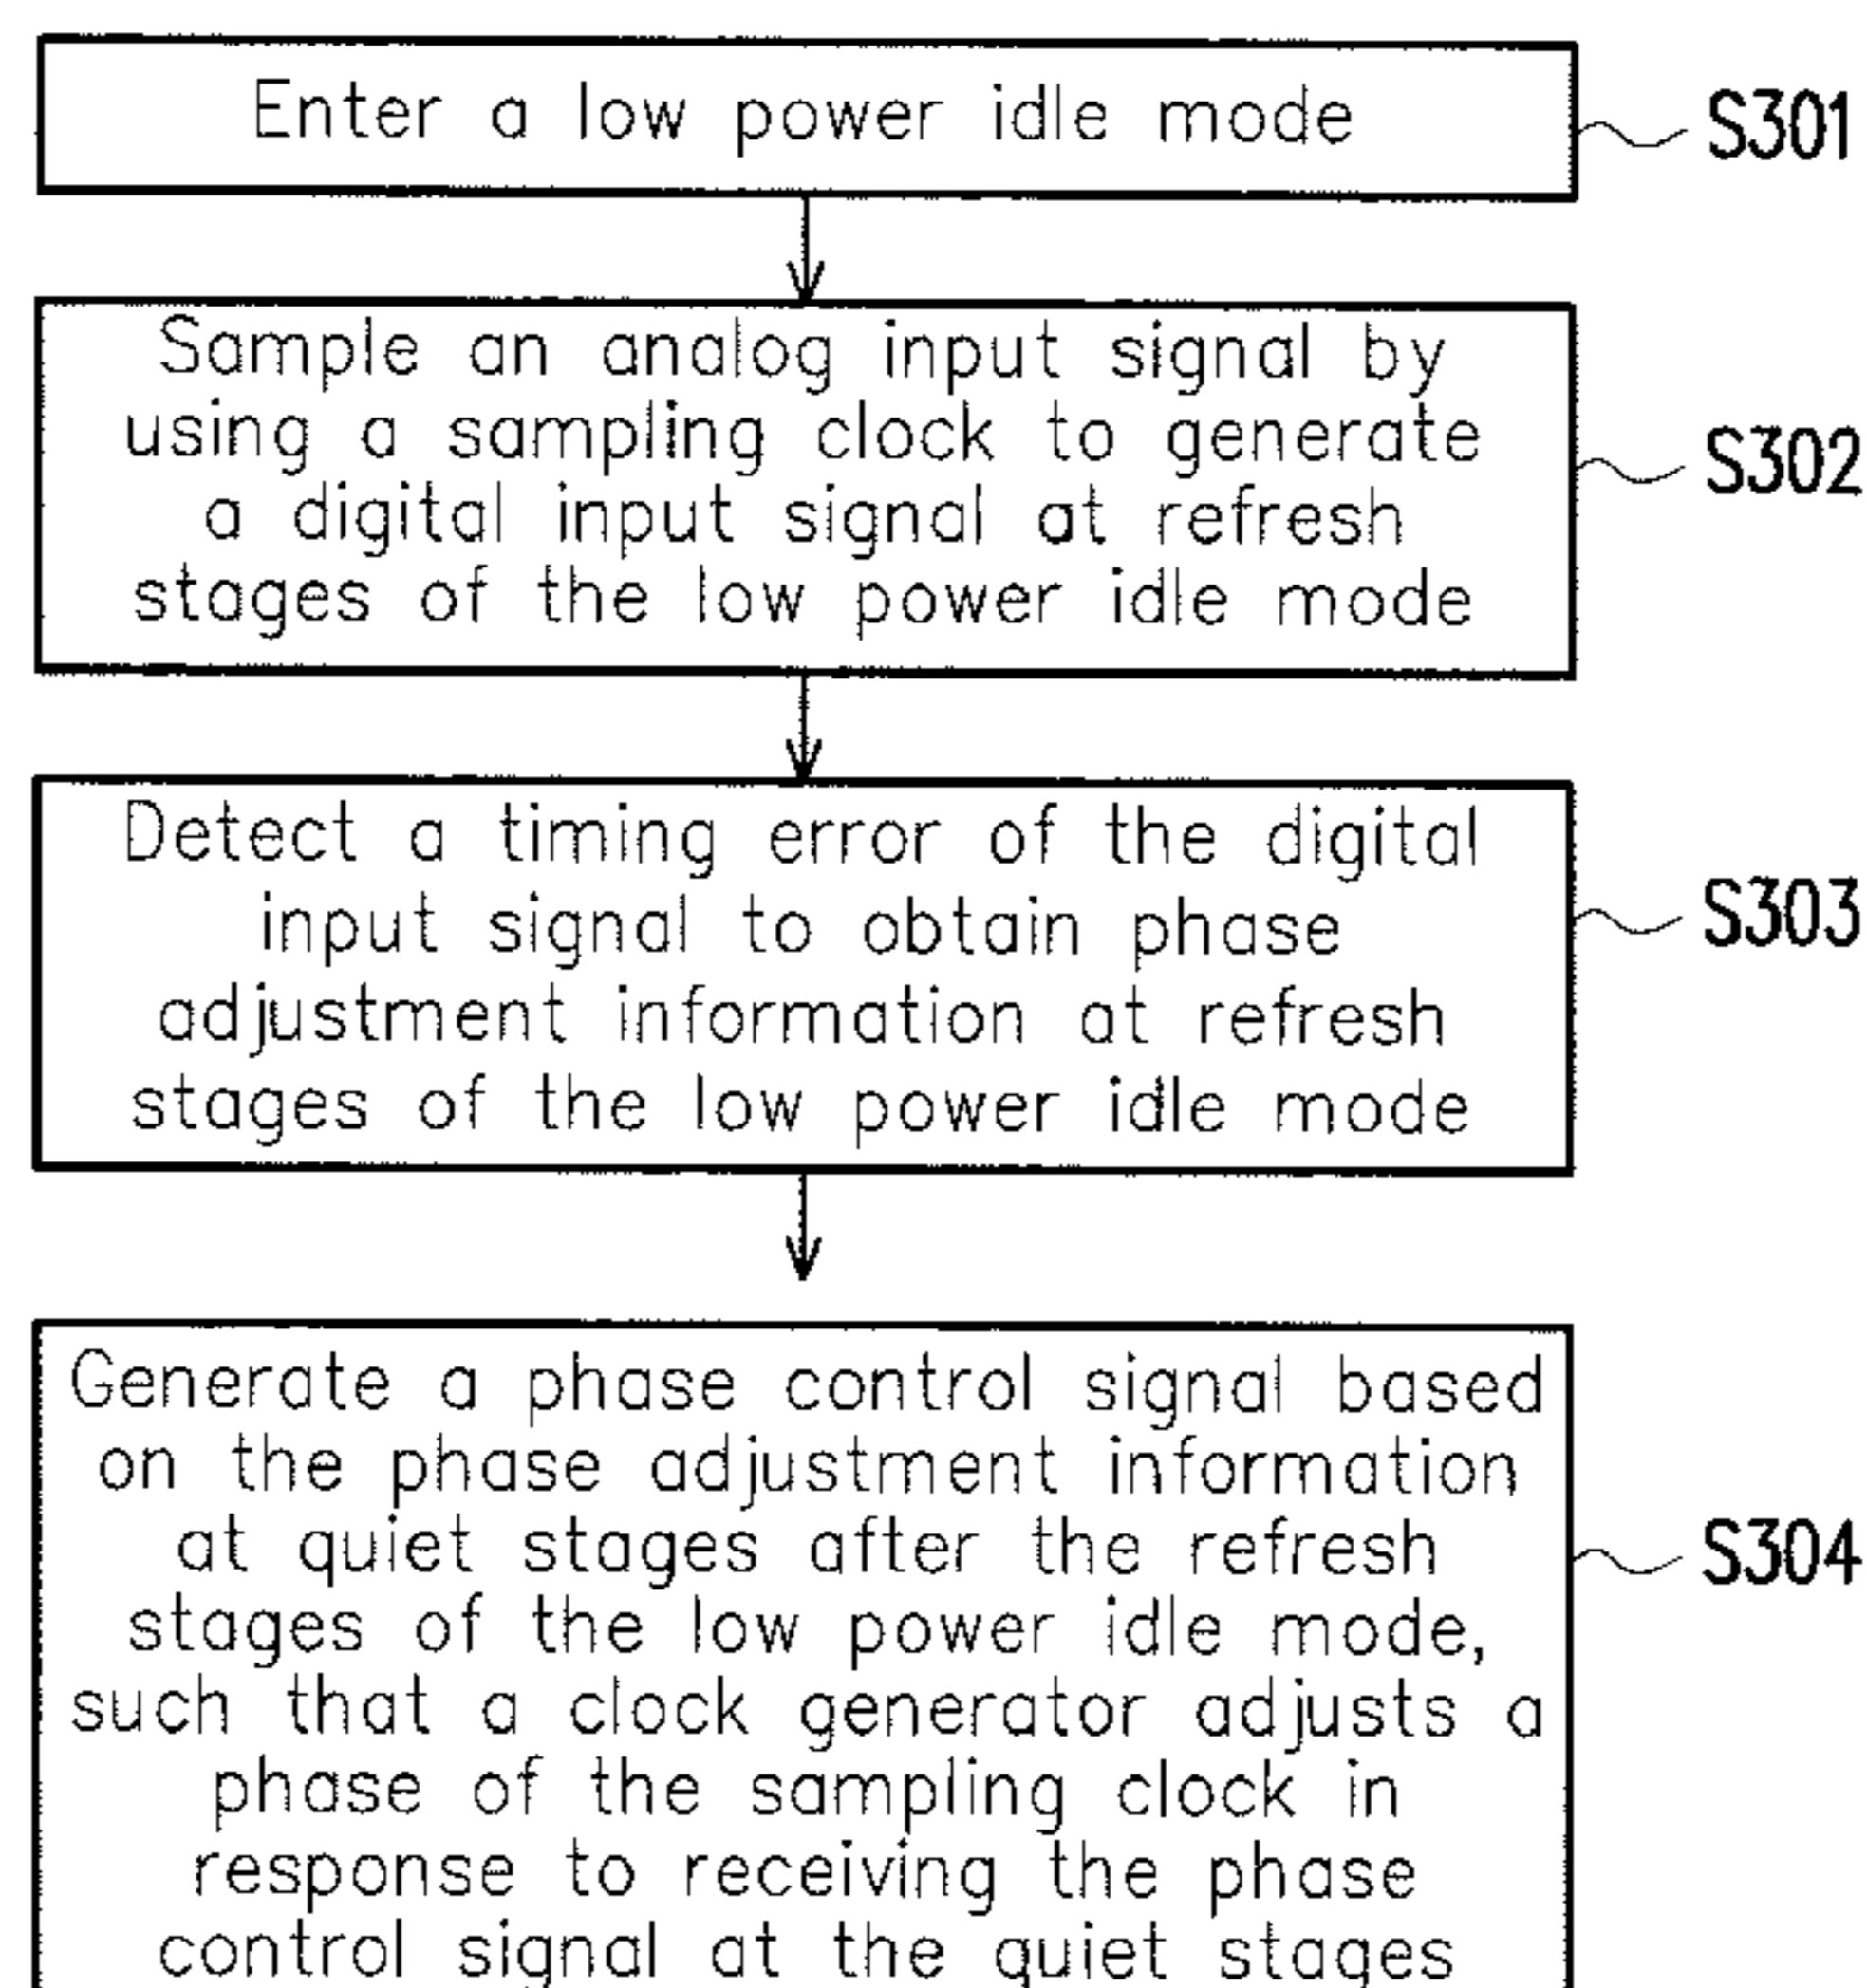 Enter a low power idle mode
S301
Sample an analog input signal by
using a sampling clock to generate
a digital input signal at refresh
stages of the low power idle mode
S302
Detect a timing error of the digital
input signal to obtain phase
adjustment information at refresh
stages of the low power idle mode
S303
Generate a phase control signal based
on the phase adjustment information
at quiet stages after the refresh
stages of the low power idle mode,
such that a clock generator adjusts a
phase of the sampling clock in
response to receiving the phase
control signal at the quiet stages
S304